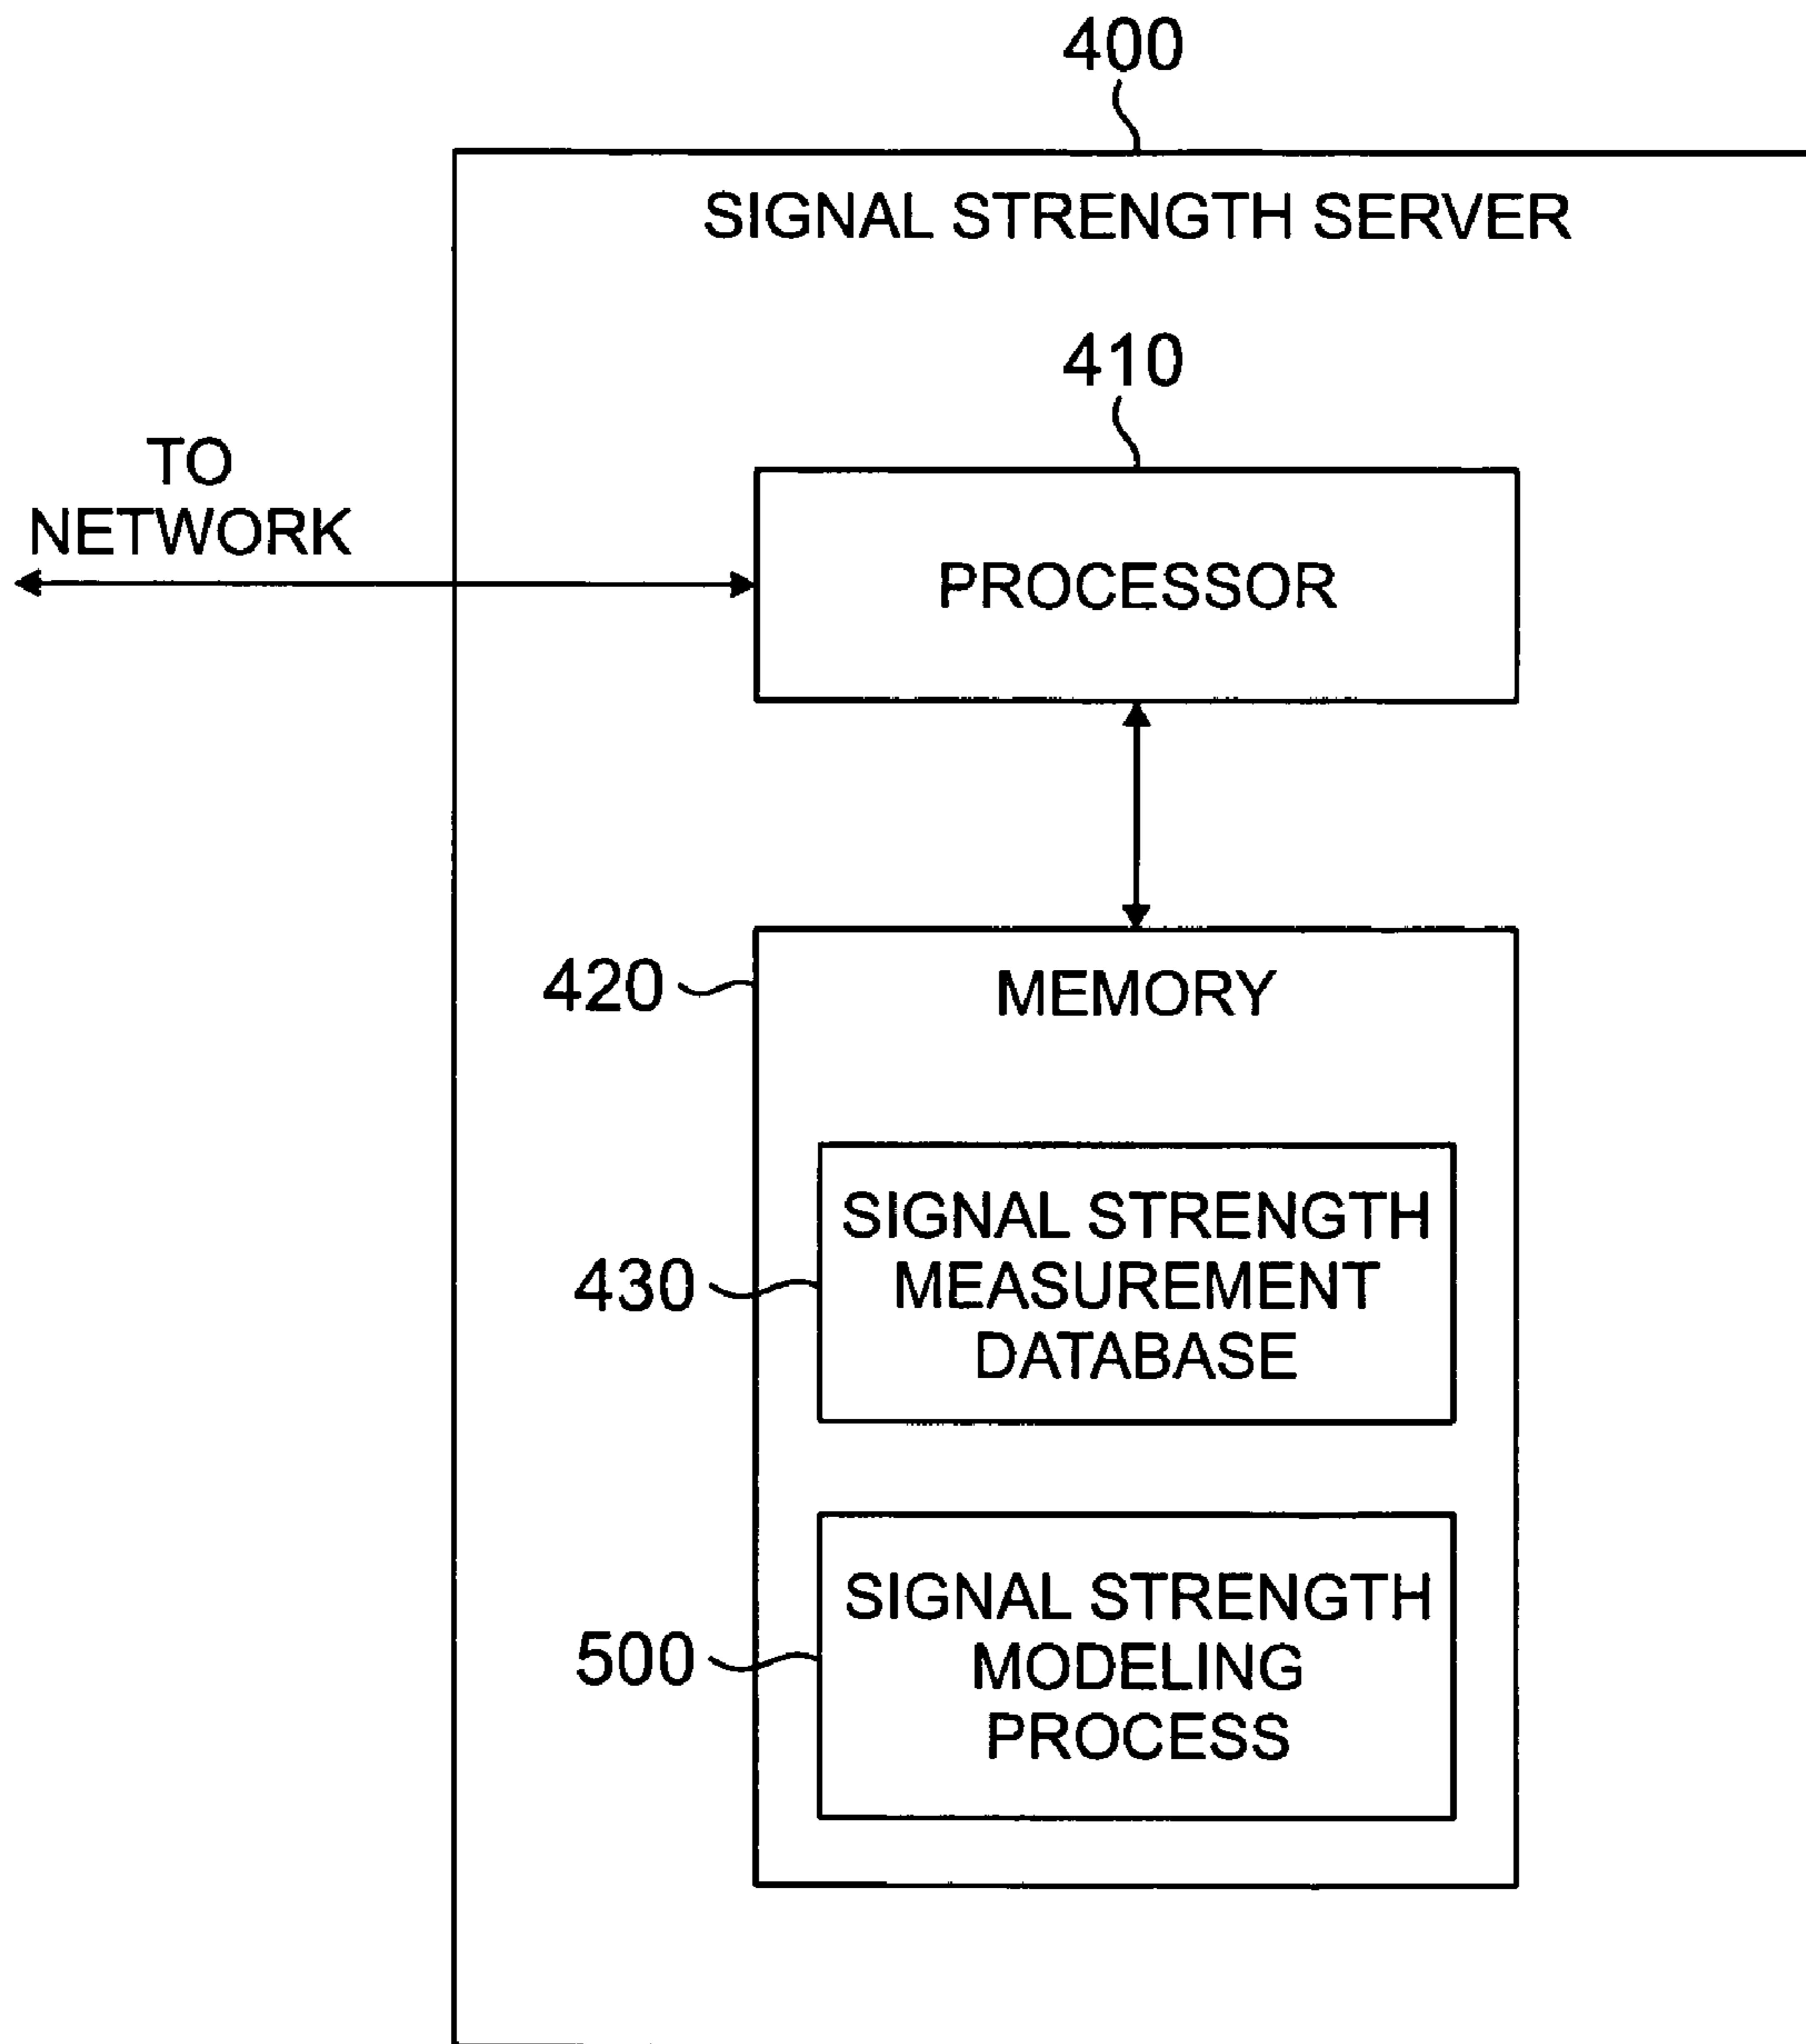 400
SIGNAL STRENGTH SERVER
410
TO
NETWORK
PROCESSOR
420
MEMORY
430
SIGNAL STRENGTH
MEASUREMENT
DATABASE
500
SIGNAL STRENGTH
MODELING
PROCESS